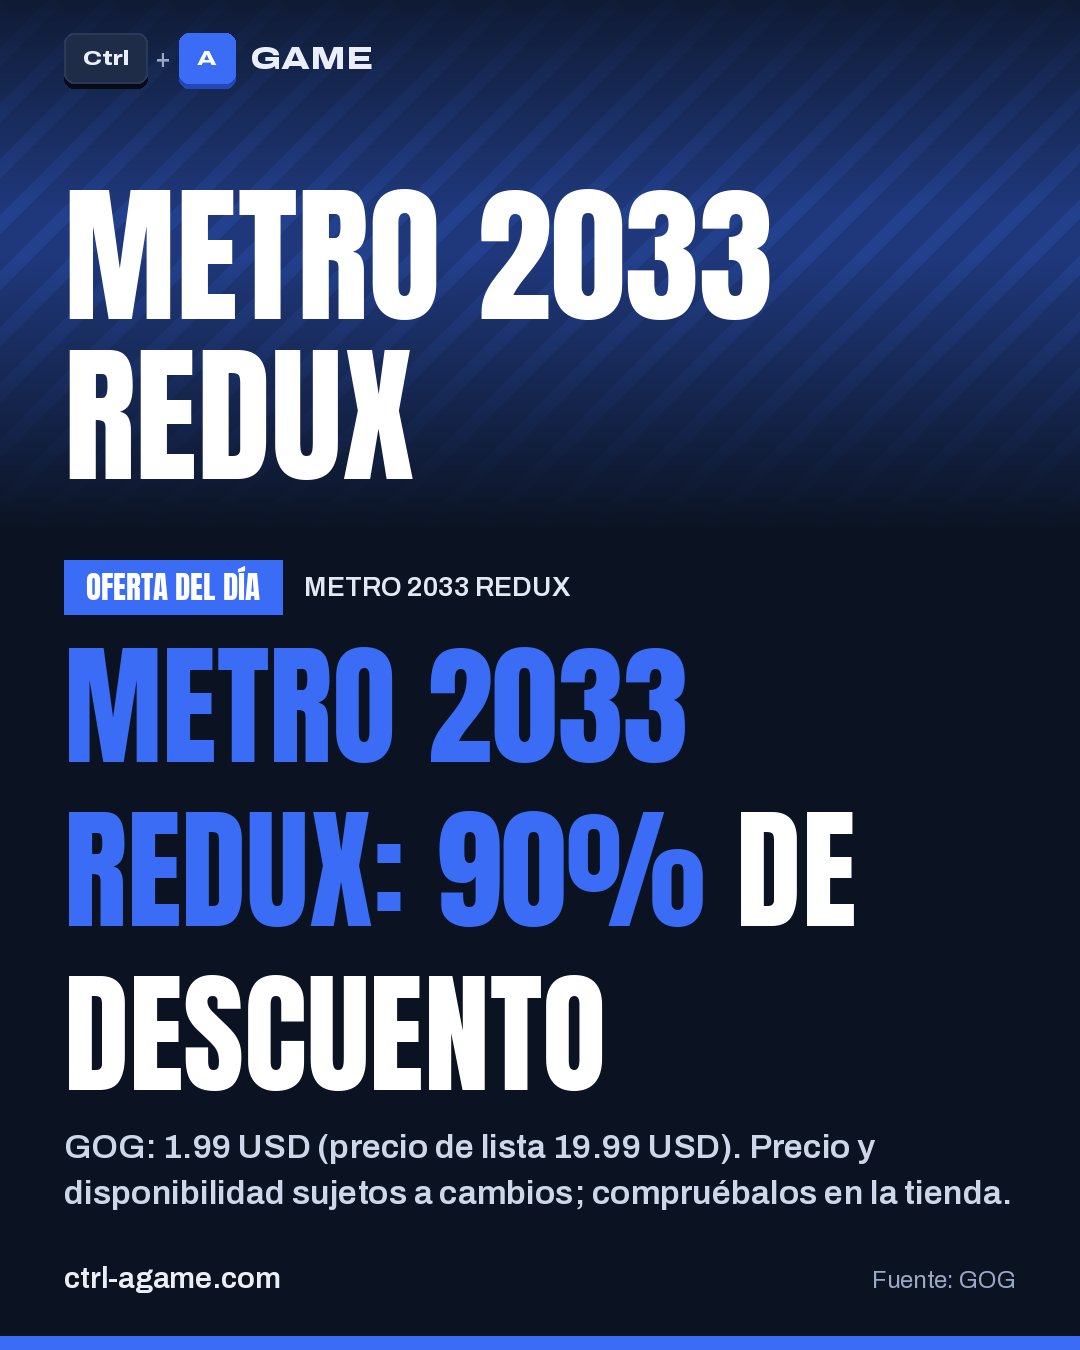 Ctrl + A GAME
METRO 2033
REDUX
OFERTA DEL DÍA METRO 2033 REDUX
METRO 2033
REDUX: 90% DE
DESCUENTO
GOG: 1.99 USD (precio de lista 19.99 USD). Precio y
disponibilidad sujetos a cambios; compruébalos en la tienda.
ctrl-agame.com Fuente: GOG